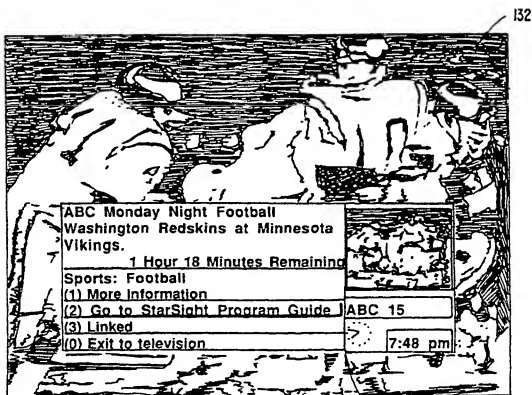 132
ABC Monday Night Football
Washington Redskins at Minnesota
Vikings.
1 Hour 18 Minutes Remaining
Sports: Football
(1) More Information
(2) Go to StarSight Program Guide
(3) Linked
(0) Exit to television
ABC 15
7:48 pm